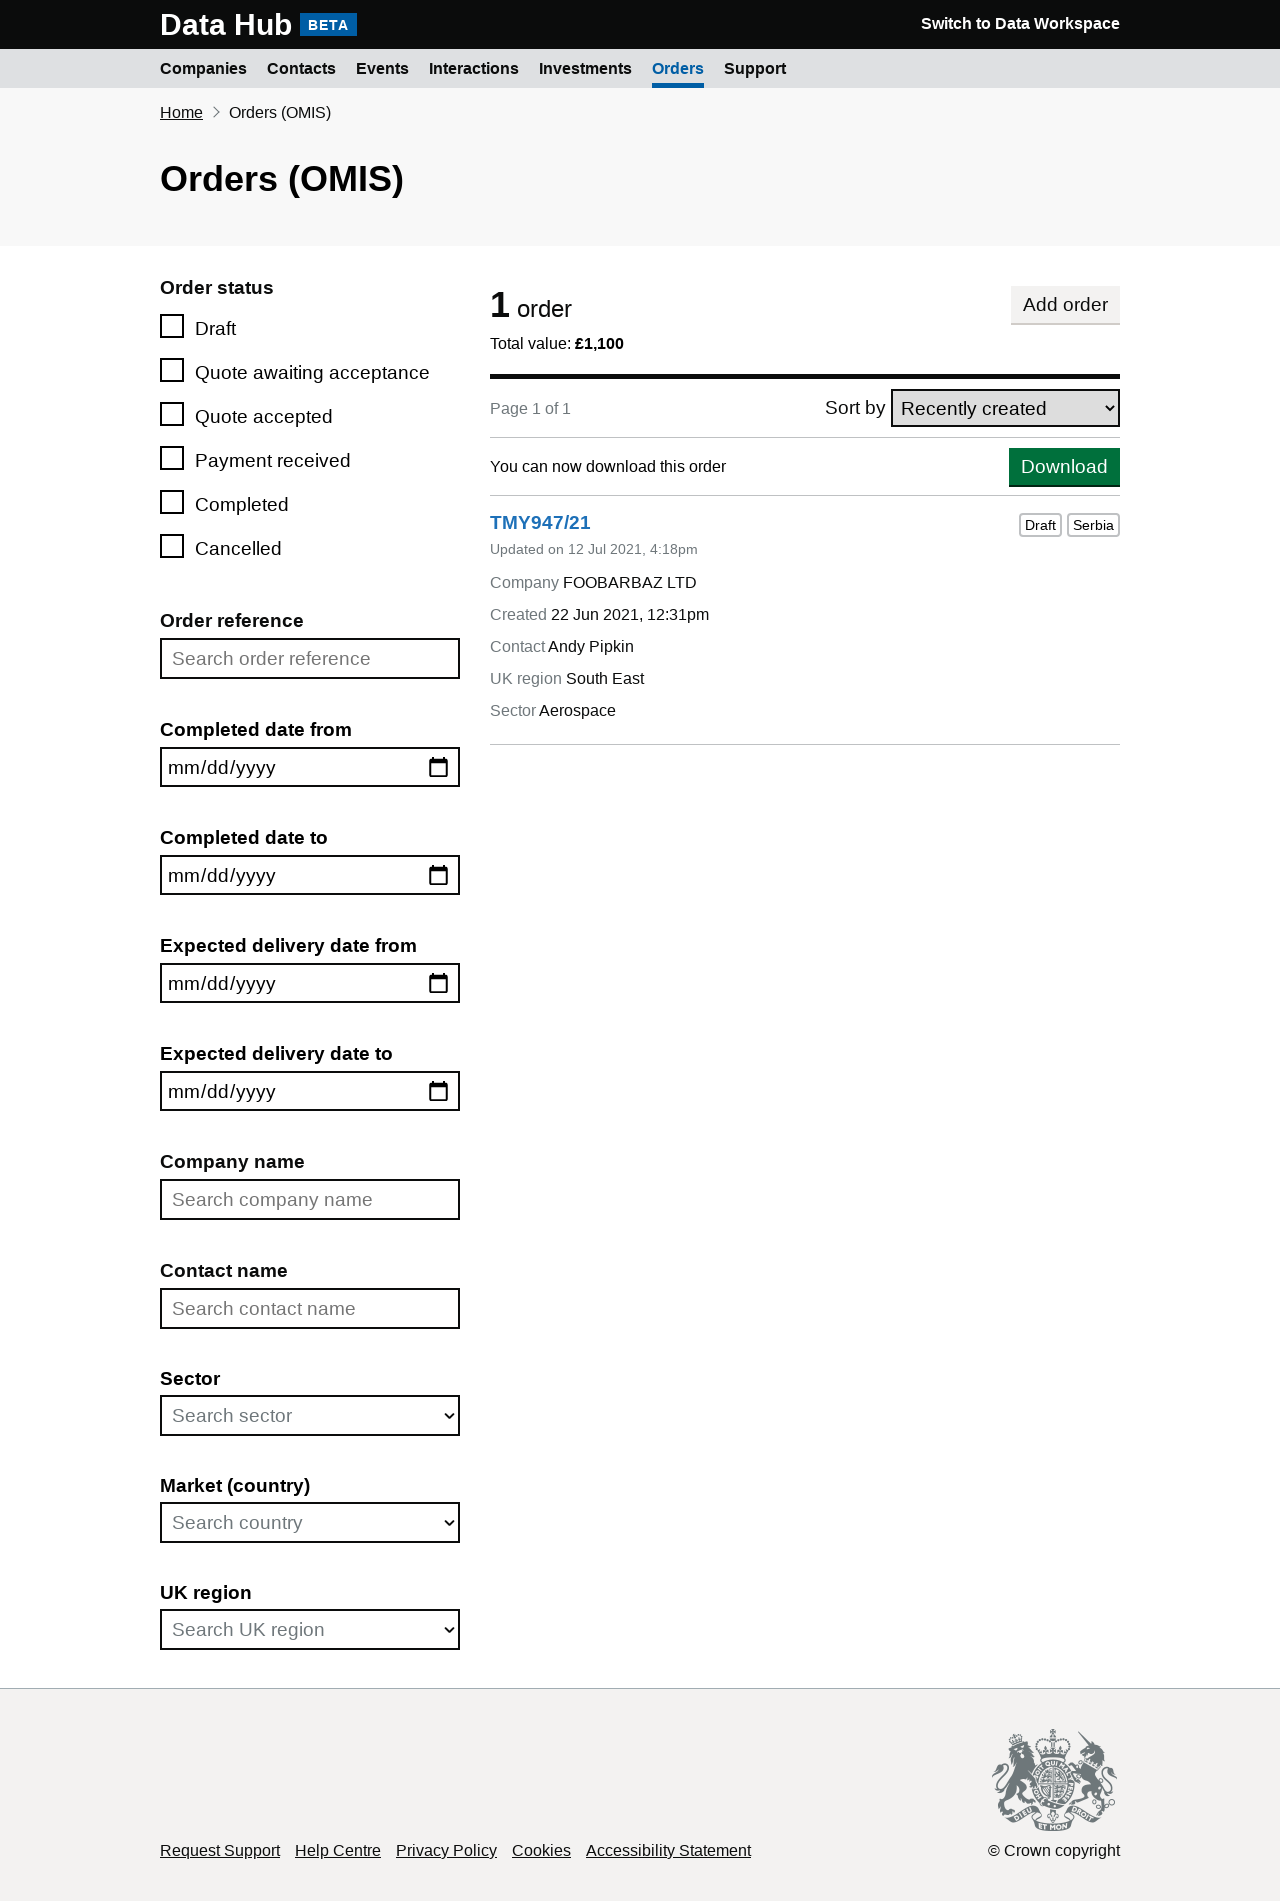 Data Hub BETA Switch to Data Workspace
Companies Contacts Events Interactions Investments Orders Support
Home Orders (OMIS)
Orders (OMIS)
Order status
Draft
Quote awaiting acceptance
Quote accepted
Payment received
Completed
Cancelled
Order reference
Search order reference
Completed date from
mm/dd/yyyy
Completed date to
mm/dd/yyyy
Expected delivery date from
mm/dd/yyyy
Expected delivery date to
mm/dd/yyyy
Company name
Search company name
Contact name
Search contact name
Sector
Search sector
Market (country)
Search country
UK region
Search UK region
1 order Add order
Total value: £1,100
Page 1 of 1 Sort by Recently created
You can now download this order Download
TMY947/21 Draft Serbia
Updated on 12 Jul 2021, 4:18pm
Company FOOBARBAZ LTD
Created 22 Jun 2021, 12:31pm
Contact Andy Pipkin
UK region South East
Sector Aerospace
Request Support Help Centre Privacy Policy Cookies Accessibility Statement © Crown copyright